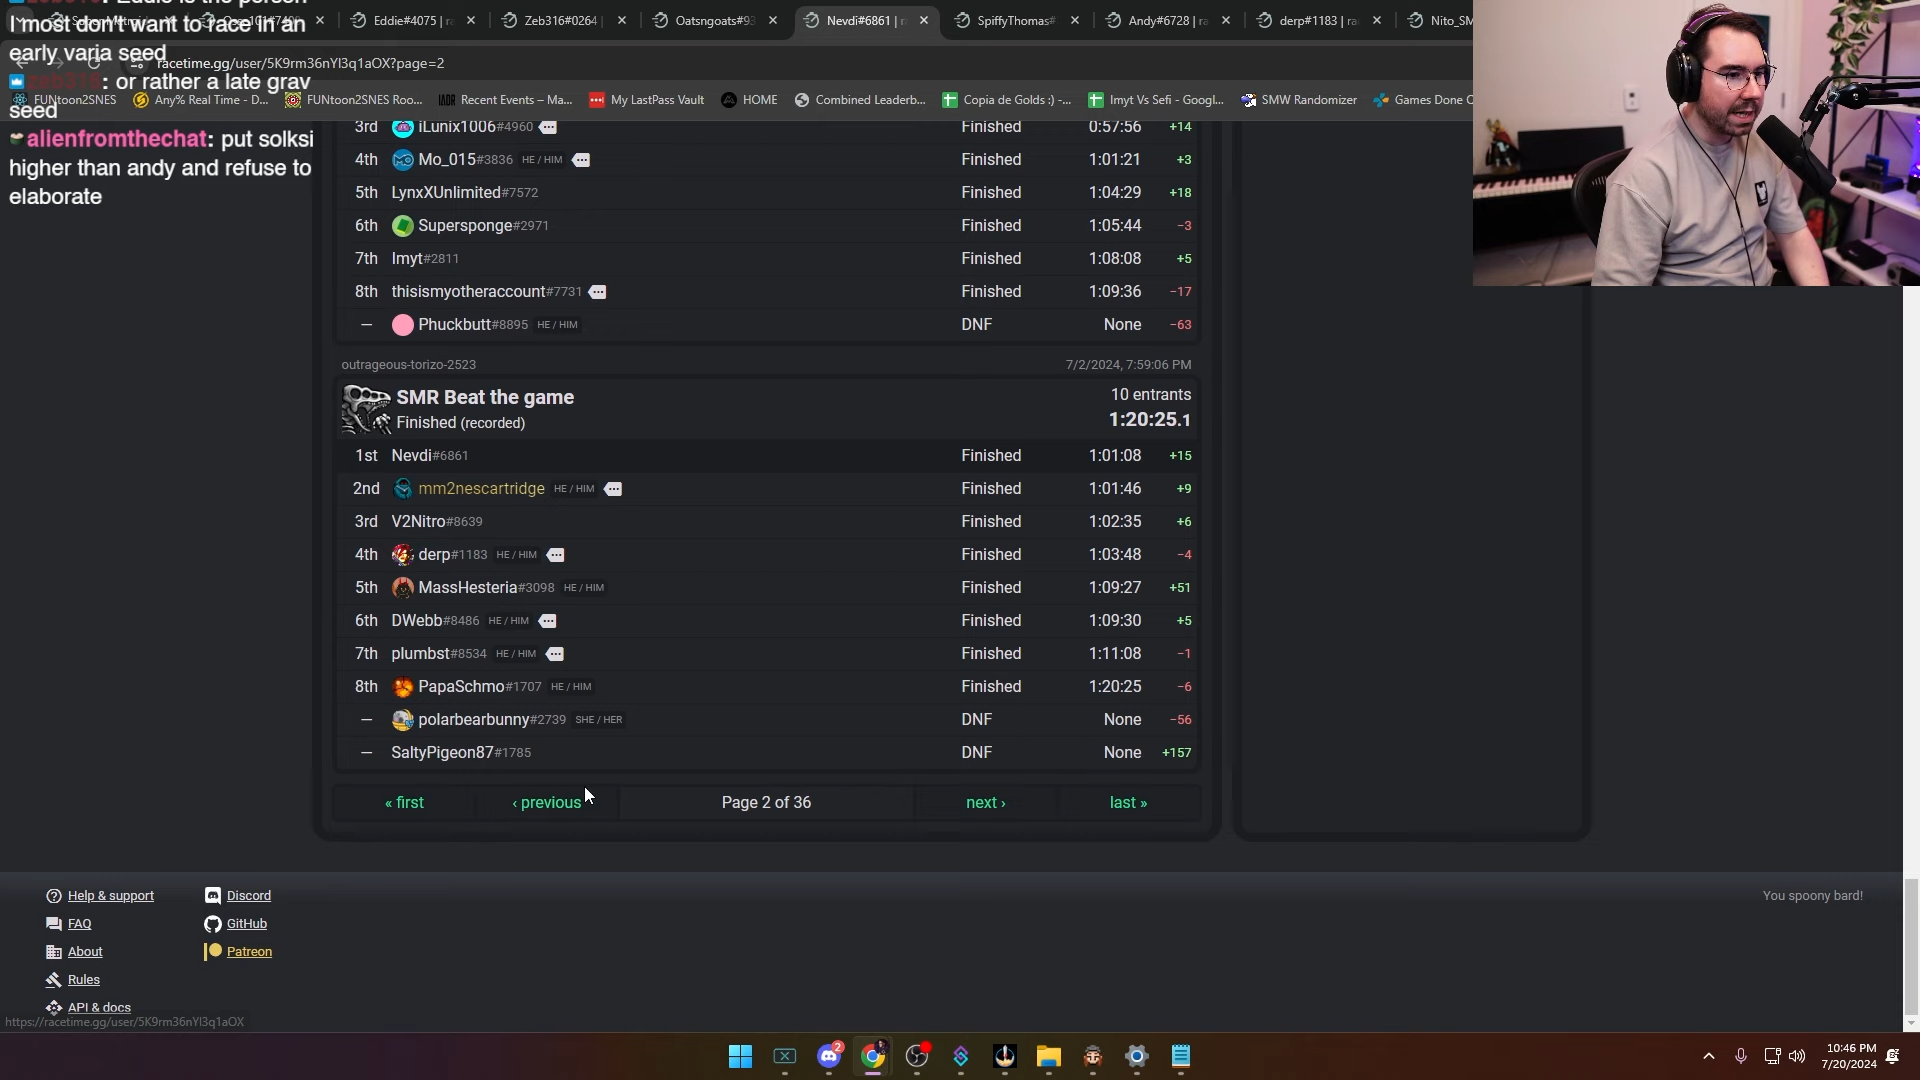 Eddie is the person
I most don't want to race in an
early varia seed
zeb316: or rather a late grav
seed
alienfromthechat: put solksi
higher than andy and refuse to
elaborate
Eddie#4075 | r
Zeb316#0264
Oatsngoats#93
Nevdi#6861 | r
SpiffyThomas#
Andy#6728 | ra
derp#1183 | ra
Nito_SM
racetime.gg/user/5K9rm36nYl3q1aOX?page=2
FUNtoon2SNES
Any% Real Time - D...
FUNtoon2SNES Roo...
Recent Events – Ma...
My LastPass Vault
HOME
Combined Leaderb...
Copia de Golds :) -...
Imyt Vs Sefi - Googl...
SMW Randomizer
Games Done C
3rd iLunix1006#4960 Finished 0:57:56 +14
4th Mo_015#3836 HE / HIM Finished 1:01:21 +3
5th LynxXUnlimited#7572 Finished 1:04:29 +18
6th Supersponge#2971 Finished 1:05:44 −3
7th Imyt#2811 Finished 1:08:08 +5
8th thisismyotheraccount#7731 Finished 1:09:36 −17
— Phuckbutt#8895 HE / HIM DNF None −63
outrageous-torizo-2523 7/2/2024, 7:59:06 PM
SMR Beat the game 10 entrants
Finished (recorded) 1:20:25.1
1st Nevdi#6861 Finished 1:01:08 +15
2nd mm2nescartridge HE / HIM Finished 1:01:46 +9
3rd V2Nitro#8639 Finished 1:02:35 +6
4th derp#1183 HE / HIM Finished 1:03:48 −4
5th MassHesteria#3098 HE / HIM Finished 1:09:27 +51
6th DWebb#8486 HE / HIM Finished 1:09:30 +5
7th plumbst#8534 HE / HIM Finished 1:11:08 −1
8th PapaSchmo#1707 HE / HIM Finished 1:20:25 −6
— polarbearbunny#2739 SHE / HER DNF None −56
— SaltyPigeon87#1785 DNF None +157
« first ‹ previous Page 2 of 36 next › last »
Help & support Discord You spoony bard!
FAQ GitHub
About Patreon
Rules
API & docs
https://racetime.gg/user/5K9rm36nYl3q1aOX
2
10:46 PM
7/20/2024